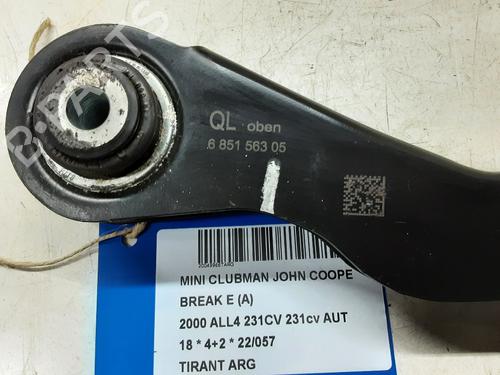 B-PARTS
QL oben
6 851 563 05
MINI CLUBMAN JOHN COOPE
BREAK E (A)
2000 ALL4 231CV 231cv AUT
18 * 4+2 * 22/057
TIRANT ARG